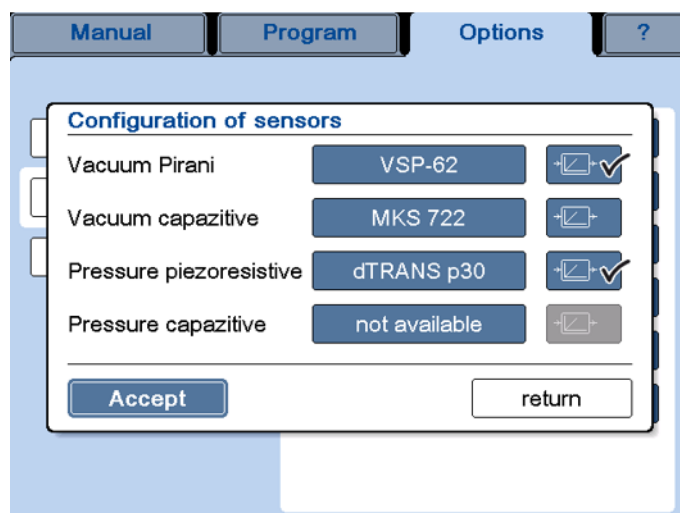 Manual Program Options ?
Configuration of sensors
Vacuum Pirani VSP-62
Vacuum capazitive MKS 722
Pressure piezoresistive dTRANS p30
Pressure capazitive not available
Accept return